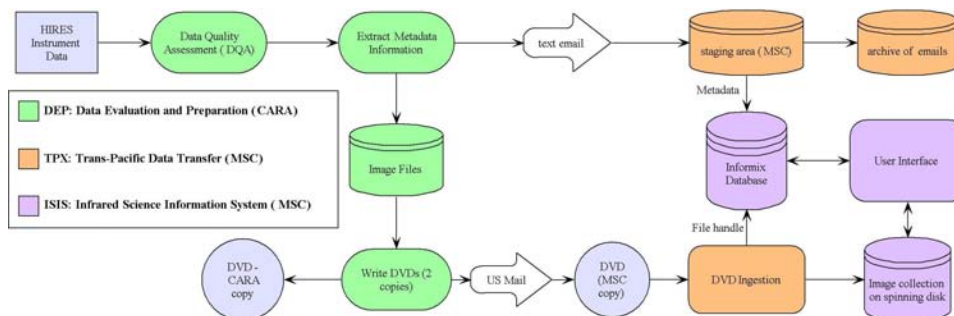 HIRES
Instrument
Data
Data Quality
Assessment (DQA)
Extract Metadata
Information
text email
staging area (MSC)
archive of emails
Metadata
DEP: Data Evaluation and Preparation (CARA)
TPX: Trans-Pacific Data Transfer (MSC)
ISIS: Infrared Science Information System ( MSC)
Image Files
Informix
Database
User Interface
File handle
DVD -
CARA
copy
Write DVDs (2
copies)
US Mail
DVD
(MSC
copy)
DVD Ingestion
Image collection
on spinning disk